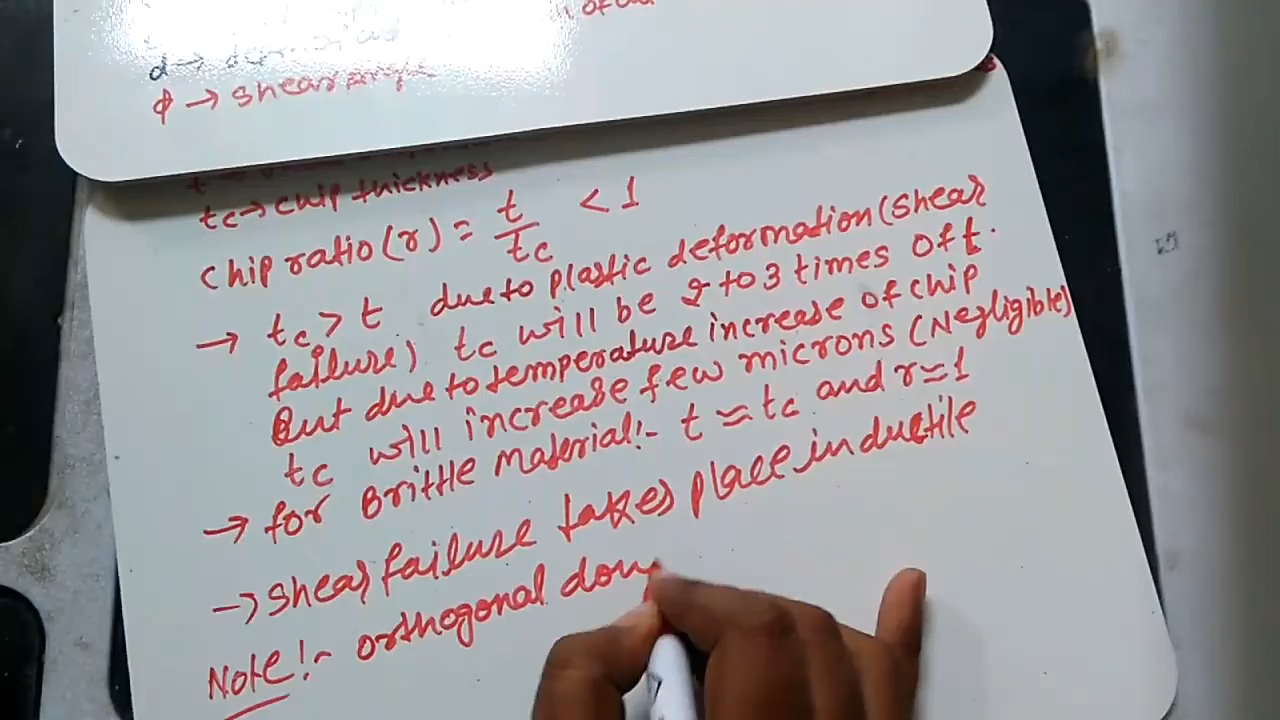 d →
ϕ → shear angle
tc → chip thickness
chip ratio (r) = t/tc < 1
→ tc > t due to plastic deformation (shear
failure) tc will be 2 to 3 times of t.
But due to temperature increase of chip
tc will increase few microns (Negligible)
→ for Brittle Material:- t ≃ tc and r ≃ 1
→ shear failure takes place in ductile
Note:- orthogonal